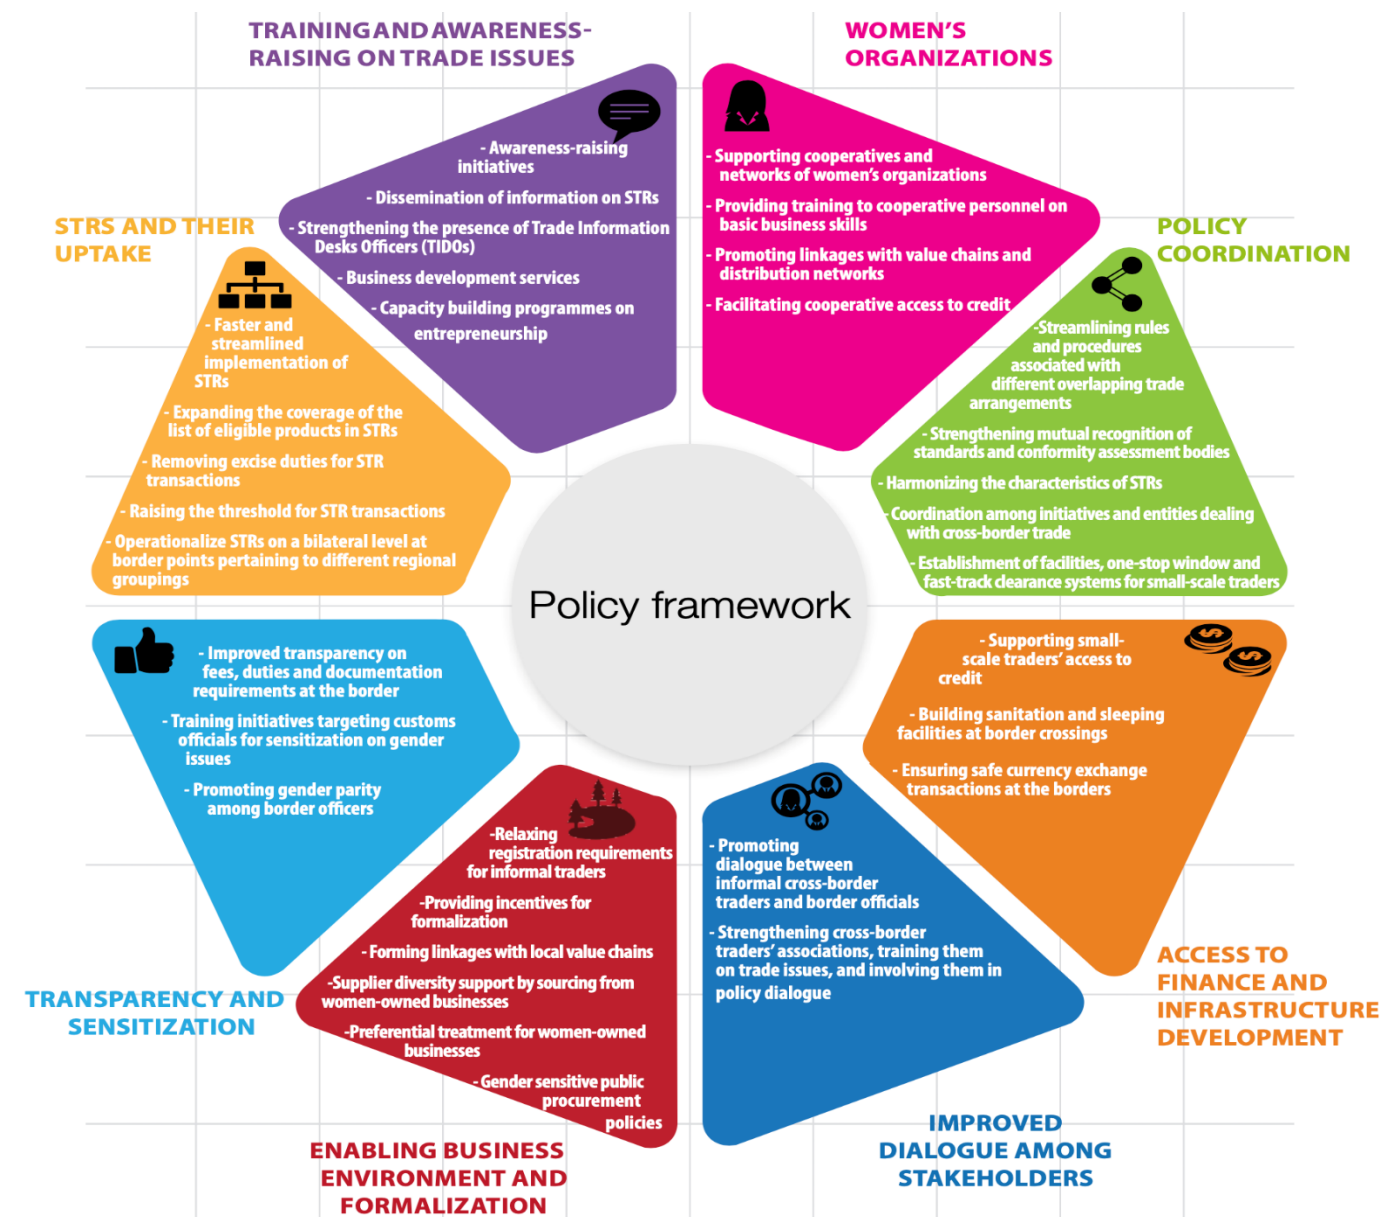 TRAINING AND AWARENESS-
RAISING ON TRADE ISSUES
- Awareness-raising
initiatives
- Dissemination of information on STRs
- Strengthening the presence of Trade Information
Desks Officers (TIDOs)
- Business development services
- Capacity building programmes on
entrepreneurship
WOMEN'S
ORGANIZATIONS
- Supporting cooperatives and
networks of women's organizations
- Providing training to cooperative personnel on
basic business skills
- Promoting linkages with value chains and
distribution networks
- Facilitating cooperative access to credit
POLICY
COORDINATION
-Streamlining rules
and procedures
associated with
different overlapping trade
arrangements
- Strengthening mutual recognition of
standards and conformity assessment bodies
- Harmonizing the characteristics of STRs
- Coordination among initiatives and entities dealing
with cross-border trade
- Establishment of facilities, one-stop window and
fast-track clearance systems for small-scale traders
- Supporting small-
scale traders' access to
credit
- Building sanitation and sleeping
facilities at border crossings
- Ensuring safe currency exchange
transactions at the borders
ACCESS TO
FINANCE AND
INFRASTRUCTURE
DEVELOPMENT
- Promoting
dialogue between
informal cross-border
traders and border officials
- Strengthening cross-border
traders' associations, training them
on trade issues, and involving them in
policy dialogue
IMPROVED
DIALOGUE AMONG
STAKEHOLDERS
-Relaxing
registration requirements
for informal traders
-Providing incentives for
formalization
- Forming linkages with local value chains
-Supplier diversity support by sourcing from
women-owned businesses
-Preferential treatment for women-owned
businesses
- Gender sensitive public
procurement
policies
ENABLING BUSINESS
ENVIRONMENT AND
FORMALIZATION
- Improved transparency on
fees, duties and documentation
requirements at the border
- Training initiatives targeting customs
officials for sensitization on gender
issues
- Promoting gender parity
among border officers
TRANSPARENCY AND
SENSITIZATION
STRS AND THEIR
UPTAKE
- Faster and
streamlined
implementation of
STRs
- Expanding the coverage of the
list of eligible products in STRs
- Removing excise duties for STR
transactions
- Raising the threshold for STR transactions
- Operationalize STRs on a bilateral level at
border points pertaining to different regional
groupings
Policy framework